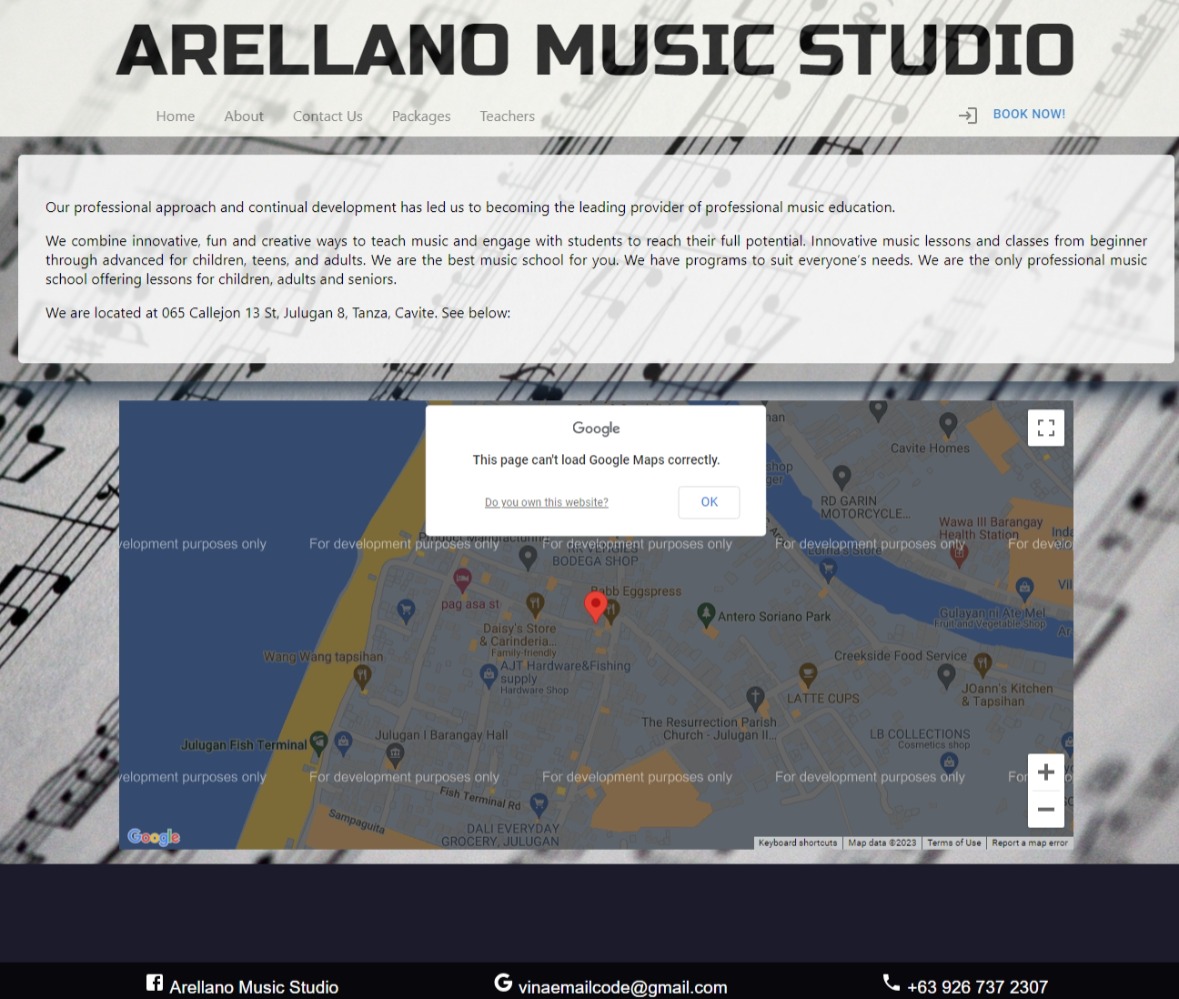 ARELLANO MUSIC STUDIO
Home About Contact Us Packages Teachers BOOK NOW!
Our professional approach and continual development has led us to becoming the leading provider of professional music education.
We combine innovative, fun and creative ways to teach music and engage with students to reach their full potential. Innovative music lessons and classes from beginner
through advanced for children, teens, and adults. We are the best music school for you. We have programs to suit everyone's needs. We are the only professional music
school offering lessons for children, adults and seniors.
We are located at 065 Callejon 13 St, Julugan 8, Tanza, Cavite. See below:
Google
This page can't load Google Maps correctly.
Do you own this website? OK
Cavite Homes
RD GARIN
MOTORCYCLE...
Wawa III Barangay
Health Station
For development purposes only For development purposes only For development purposes only
BODEGA SHOP
Babb Eggspress
pag asa st
Antero Soriano Park
Gulayan ni Ate Mel
Fruit and Vegetable Shop
Daisy's Store
& Carinderia...
Family-friendly
Wang Wang tapsihan
AJT Hardware&Fishing
supply
Hardware Shop
Creekside Food Service
LATTE CUPS
JOann's Kitchen
& Tapsihan
The Resurrection Parish
Church - Julugan II...
LB COLLECTIONS
Cosmetics shop
Julugan I Barangay Hall
Julugan Fish Terminal
For development purposes only For development purposes only For development purposes only
Fish Terminal Rd
Sampaguita
DALI EVERYDAY
GROCERY, JULUGAN
Google
Keyboard shortcuts Map data ©2023 Terms of Use Report a map error
Arellano Music Studio vinaemailcode@gmail.com +63 926 737 2307